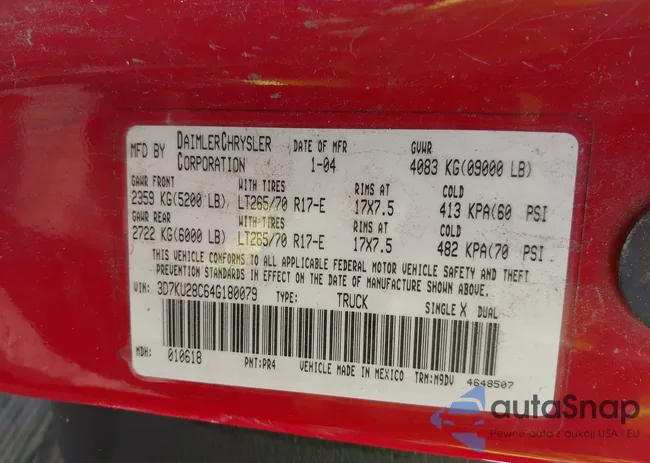 MFD BY DAIMLERCHRYSLER CORPORATION DATE OF MFR 1-04 GVWR 4083 KG(09000 LB)
GAWR FRONT WITH TIRES RIMS AT COLD
2359 KG(5200 LB) LT265/70 R17-E 17X7.5 413 KPA(60 PSI
GAWR REAR WITH TIRES RIMS AT COLD
2722 KG(6000 LB) LT265/70 R17-E 17X7.5 482 KPA(70 PSI
THIS VEHICLE CONFORMS TO ALL APPLICABLE FEDERAL MOTOR VEHICLE SAFETY AND THEFT
PREVENTION STANDARDS IN EFFECT ON THE DATE OF MANUFACTURE SHOWN ABOVE.
VIN: 3D7KU28C64G180079 TYPE: TRUCK SINGLE X DUAL
MDH: 010618 PNT:PR4 VEHICLE MADE IN MEXICO TRM:M9DV 4648507
autaSnap
Pewne auta z aukcji USA i EU